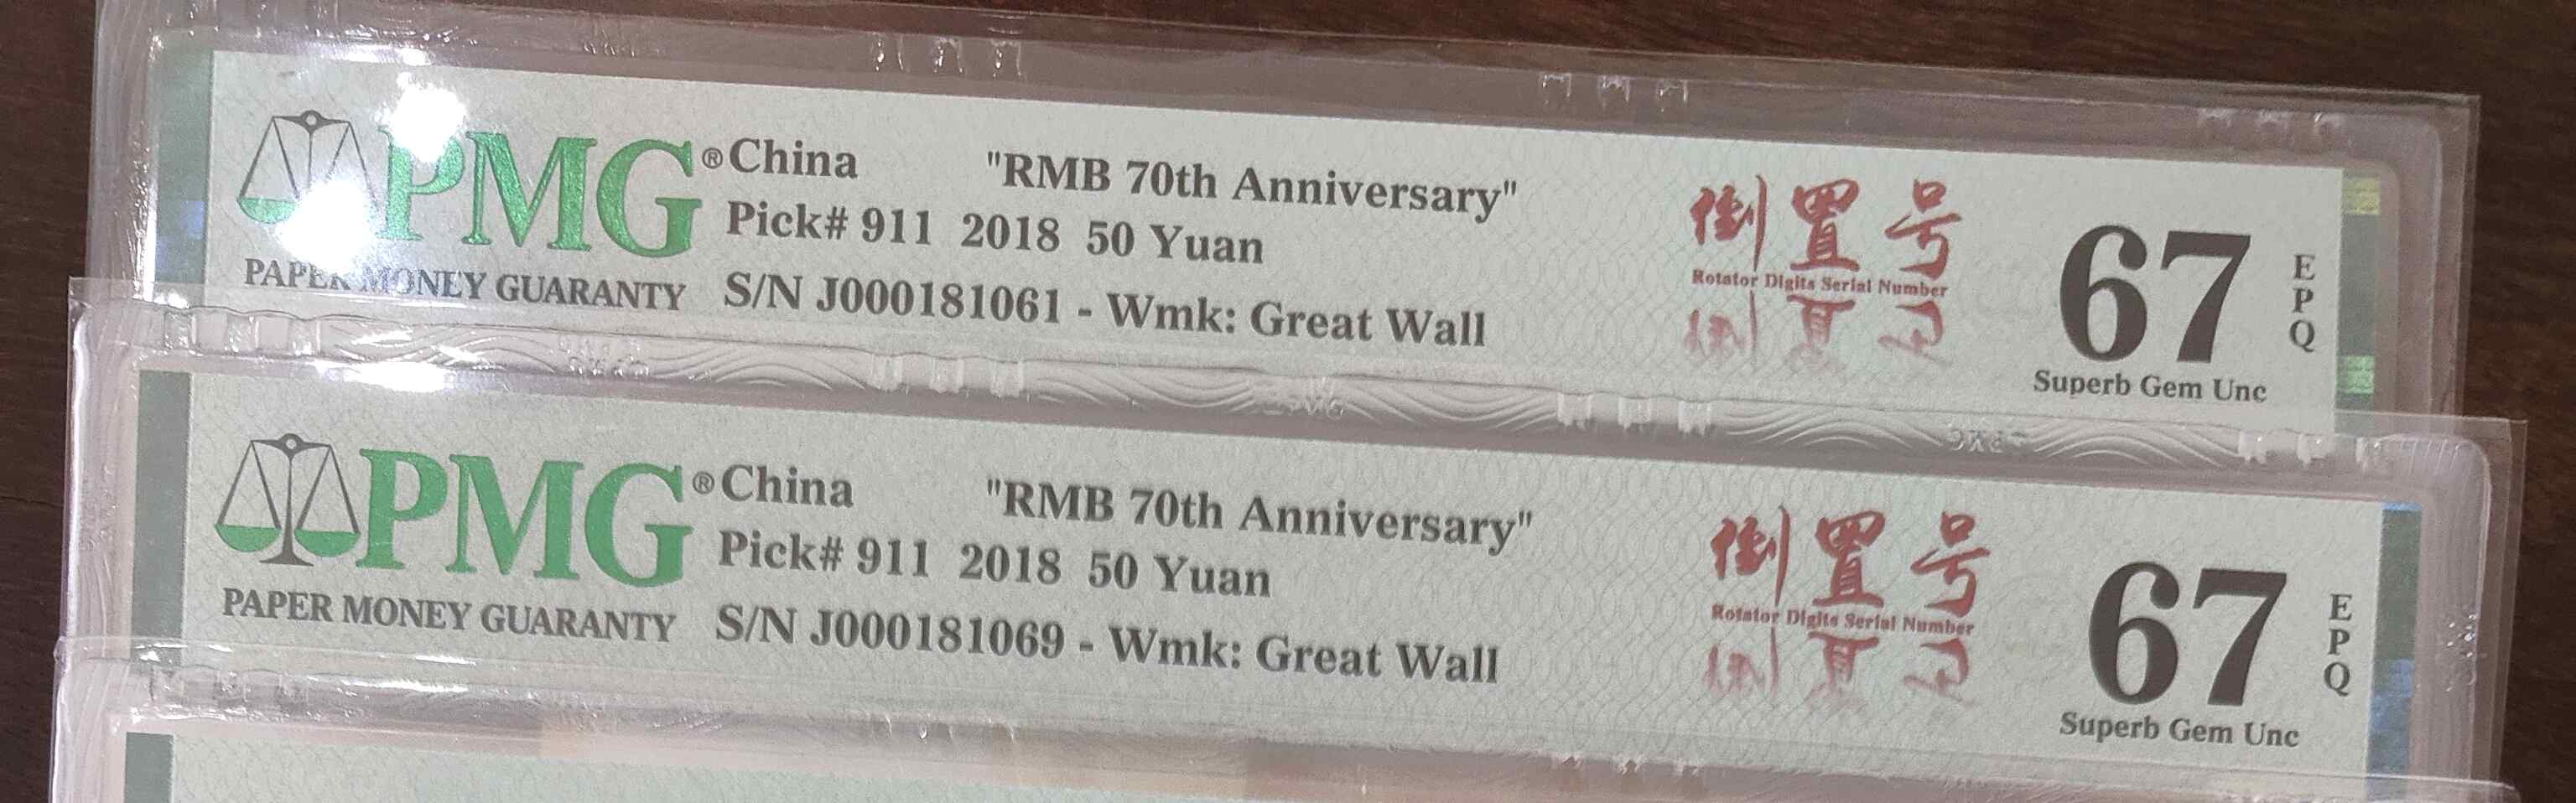 PMG® China "RMB 70th Anniversary"
Pick# 911 2018 50 Yuan
PAPER MONEY GUARANTY S/N J000181061 - Wmk: Great Wall
倒置号
Rotator Digits Serial Number
67
EPQ
Superb Gem Unc
PMG® China "RMB 70th Anniversary"
Pick# 911 2018 50 Yuan
PAPER MONEY GUARANTY S/N J000181069 - Wmk: Great Wall
倒置号
Rotator Digits Serial Number
67
EPQ
Superb Gem Unc